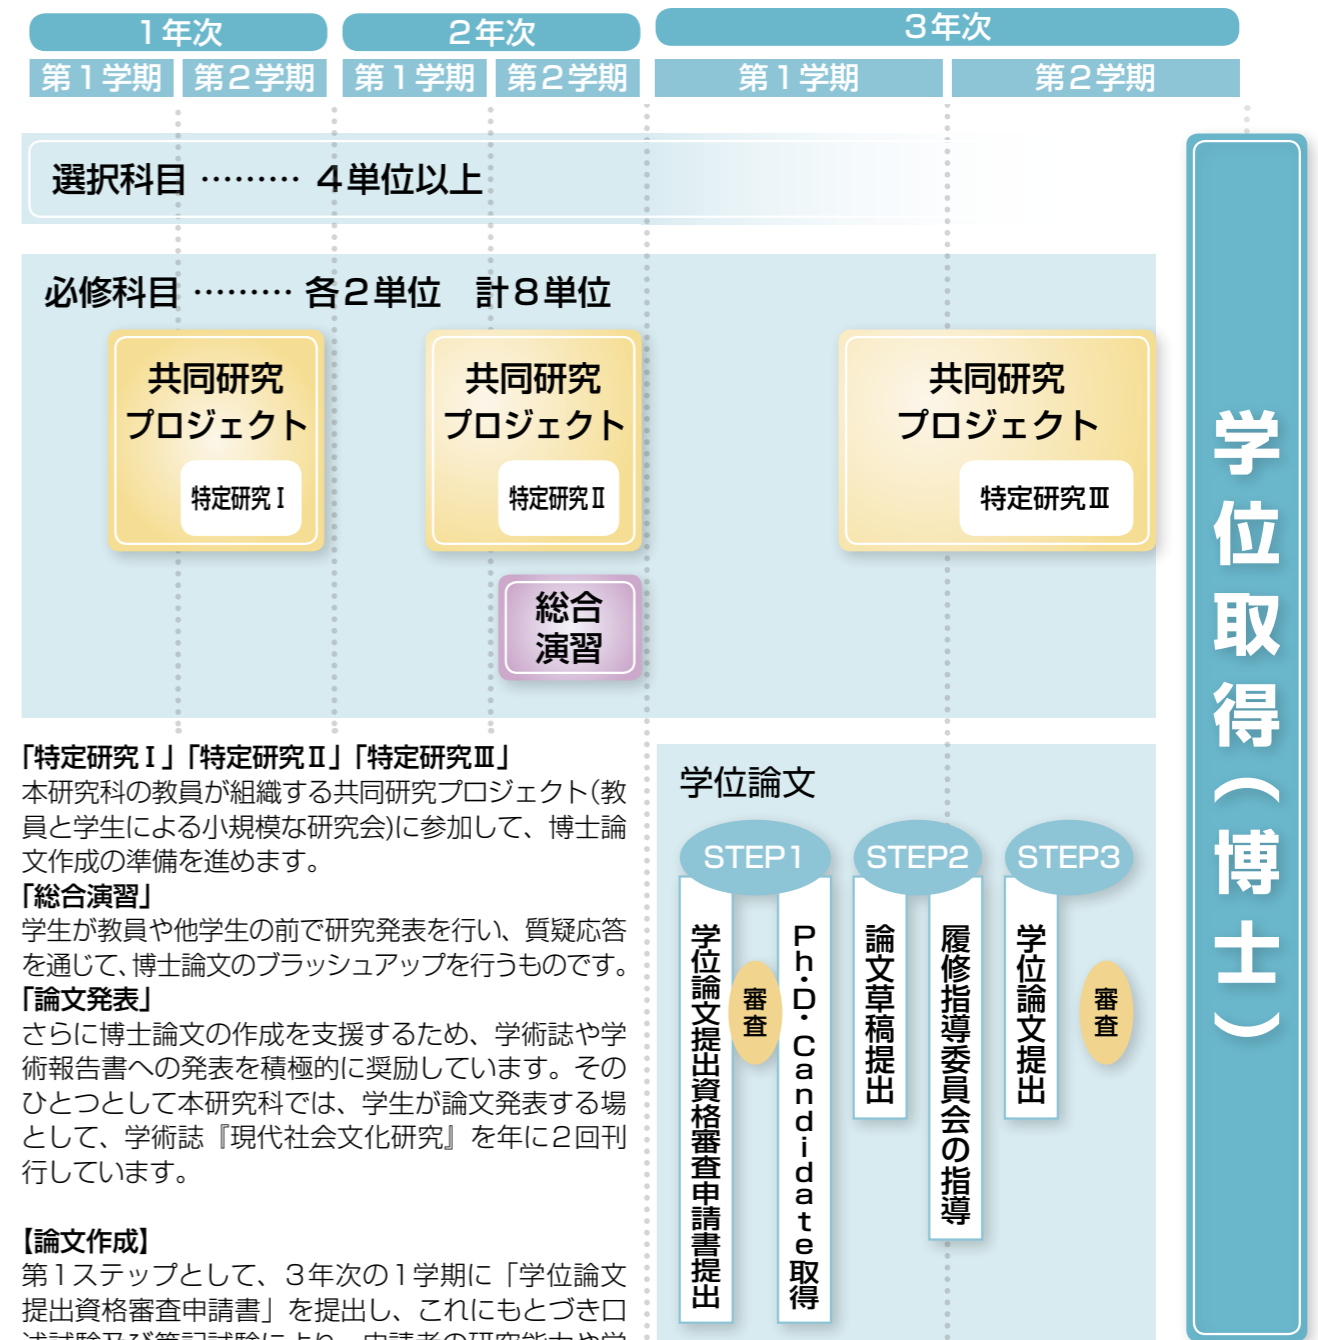 1年次
2年次
3年次
第1学期
第2学期
第1学期
第2学期
第1学期
第2学期
選択科目 ……… 4単位以上
必修科目 ……… 各2単位　計8単位
共同研究
プロジェクト
特定研究Ⅰ
共同研究
プロジェクト
特定研究Ⅱ
共同研究
プロジェクト
特定研究Ⅲ
総合
演習
学位取得(博士)
「特定研究Ⅰ」「特定研究Ⅱ」「特定研究Ⅲ」
本研究科の教員が組織する共同研究プロジェクト(教
員と学生による小規模な研究会)に参加して、博士論
文作成の準備を進めます。
「総合演習」
学生が教員や他学生の前で研究発表を行い、質疑応答
を通じて、博士論文のブラッシュアップを行うものです。
「論文発表」
さらに博士論文の作成を支援するため、学術誌や学
術報告書への発表を積極的に奨励しています。その
ひとつとして本研究科では、学生が論文発表する場
として、学術誌『現代社会文化研究』を年に2回刊
行しています。
【論文作成】
第1ステップとして、3年次の1学期に「学位論文
提出資格審査申請書」を提出し、これにもとづき口
述試験及び筆記試験により、申請者の研究能力や学
学位論文
STEP1
学位論文提出資格審査申請書提出
審査
Ph・D・Candidate取得
STEP2
論文草稿提出
履修指導委員会の指導
STEP3
学位論文提出
審査